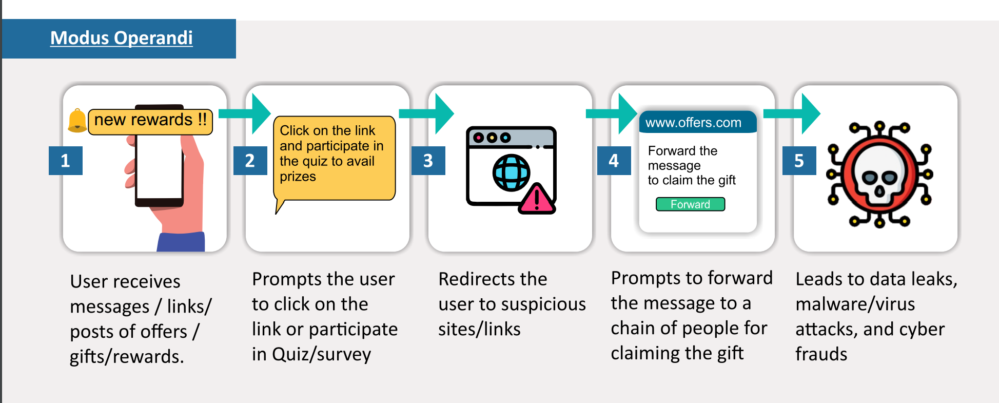 Modus Operandi
new rewards !!
1
User receives
messages / links/
posts of offers /
gifts/rewards.
2
Click on the link
and participate in
the quiz to avail
prizes
Prompts the user
to click on the
link or participate
in Quiz/survey
3
Redirects the
user to suspicious
sites/links
4
www.offers.com
Forward the
message
to claim the gift
Forward
Prompts to forward
the message to a
chain of people for
claiming the gift
5
Leads to data leaks,
malware/virus
attacks, and cyber
frauds